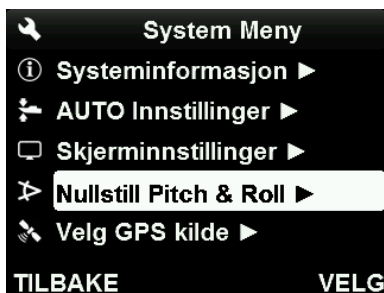 System Meny
Systeminformasjon ►
AUTO Innstillinger ►
Skjerminnstillinger ►
Nullstill Pitch & Roll ►
Velg GPS kilde ►
TILBAKE VELG